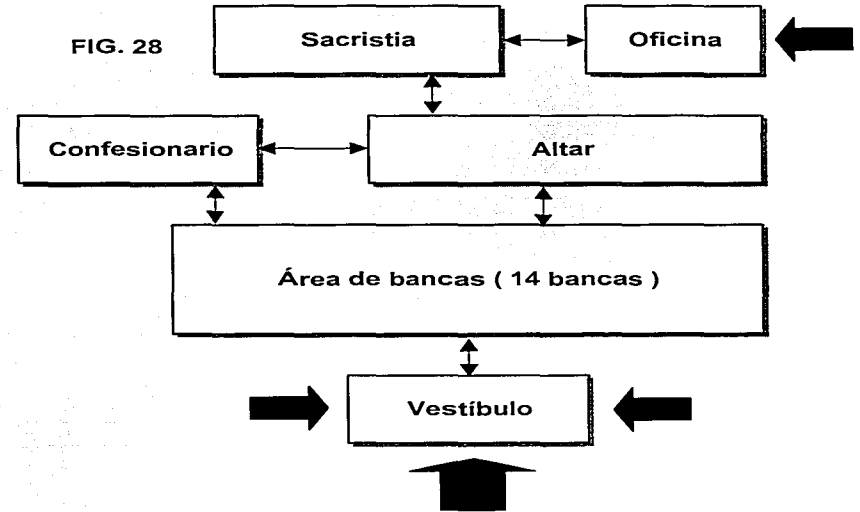 FIG. 28
Sacristia
Oficina
Confesionario
Altar
Área de bancas ( 14 bancas )
Vestíbulo